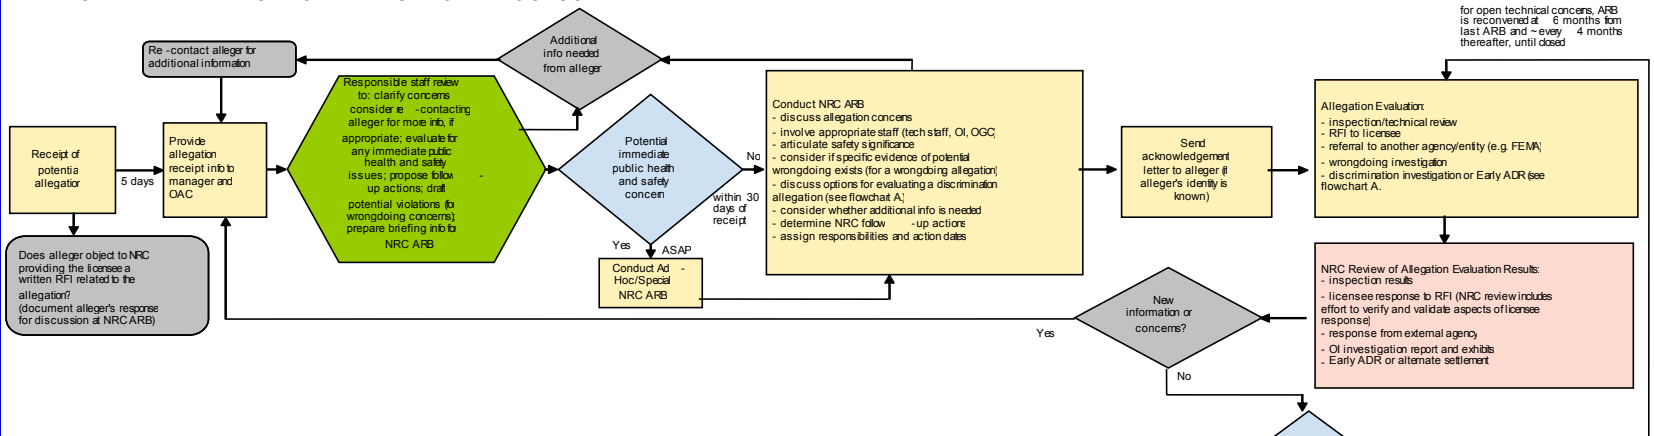 for open technical concerns, ARB
is reconvened at 6 months from
last ARB and ~ every 4 months
thereafter, until closed
Re -contact alleger for
additional information
Additional
info needed
from alleger
Receipt of
potentia
allegation
5 days
Provide
allegation
receipt info to
manager and
OAC
Responsible staff review
to: clarify concerns
consider re -contacting
alleger for more info, if
appropriate; evaluate for
any immediate public
health and safety
issues; propose follow -
up actions; draft
potential violations (for
wrongdoing concerns);
prepare briefing info for
NRC ARB
Potential
immediate
public health
and safety
concern
No
within 30
days of
receipt
Yes
ASAP
Conduct Ad -
Hoc/Special
NRC ARB
Conduct NRC ARB
- discuss allegation concerns
- involve appropriate staff (tech staff, OI, OGC)
- articulate safety significance
- consider if specific evidence of potential
wrongdoing exists (for a wrongdoing allegation)
- discuss options for evaluating a discrimination
allegation (see flowchart A.)
- consider whether additional info is needed
- determine NRC follow -up actions
- assign responsibilities and action dates
Send
acknowledgement
letter to alleger (if
alleger's identity is
known)
Allegation Evaluation:
- inspection/technical review
- RFI to licensee
- referral to another agency/entity (e.g. FEMA)
- wrongdoing investigation
- discrimination investigation or Early ADR (see
flowchart A.
Does alleger object to NRC
providing the licensee a
written RFI related to the
allegation?
(document alleger's response
for discussion at NRC ARB)
NRC Review of Allegation Evaluation Results:
- inspection results
- licensee response to RFI (NRC review includes
effort to verify and validate aspects of licensee
response)
- response from external agency
- OI investigation report and exhibits
- Early ADR or alternate settlement
New
information or
concerns?
Yes
No